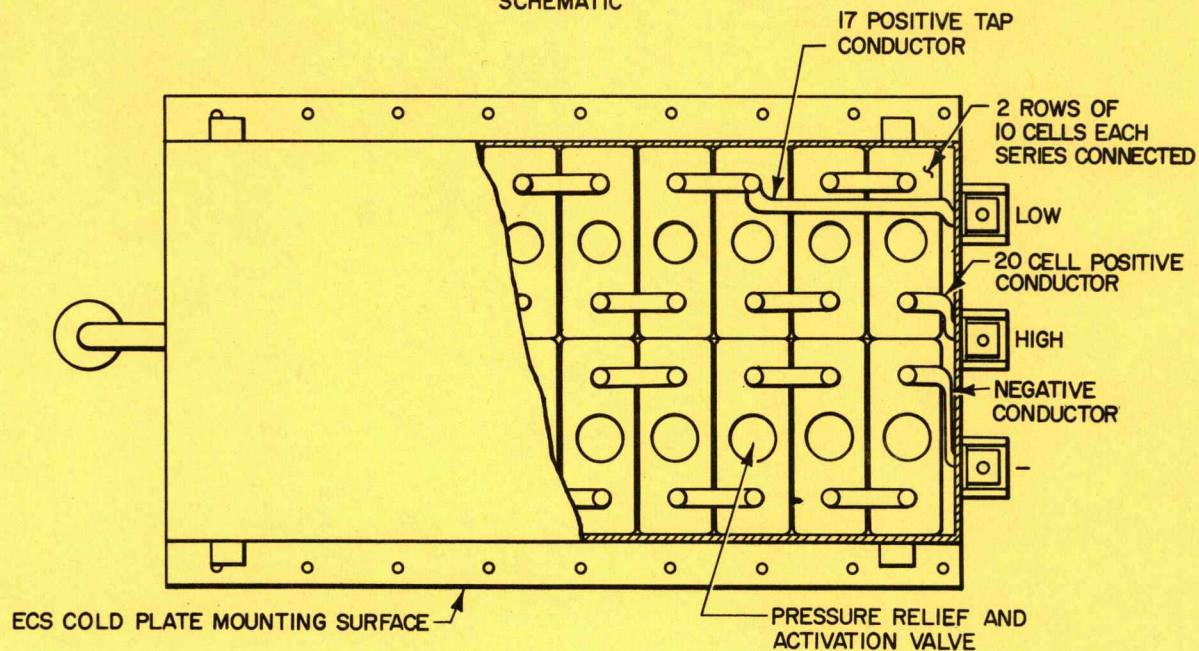 SCHEMATIC
17 POSITIVE TAP
CONDUCTOR
2 ROWS OF
10 CELLS EACH
SERIES CONNECTED
LOW
20 CELL POSITIVE
CONDUCTOR
HIGH
NEGATIVE
CONDUCTOR
-
ECS COLD PLATE MOUNTING SURFACE
PRESSURE RELIEF AND
ACTIVATION VALVE